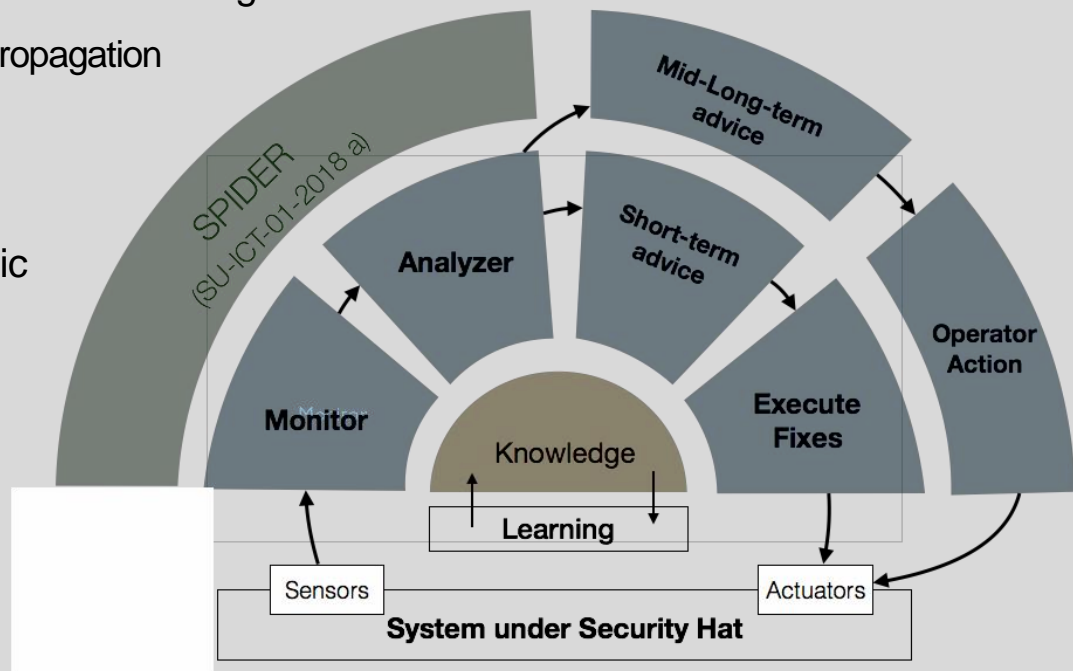 g
ropagation
ic
SPIDER
(SU-ICT-01-2018 a)
Mid-Long-term
advice
Analyzer
Short-term
advice
Operator
Action
Monitor
Execute
Fixes
Knowledge
Learning
Sensors
Actuators
System under Security Hat